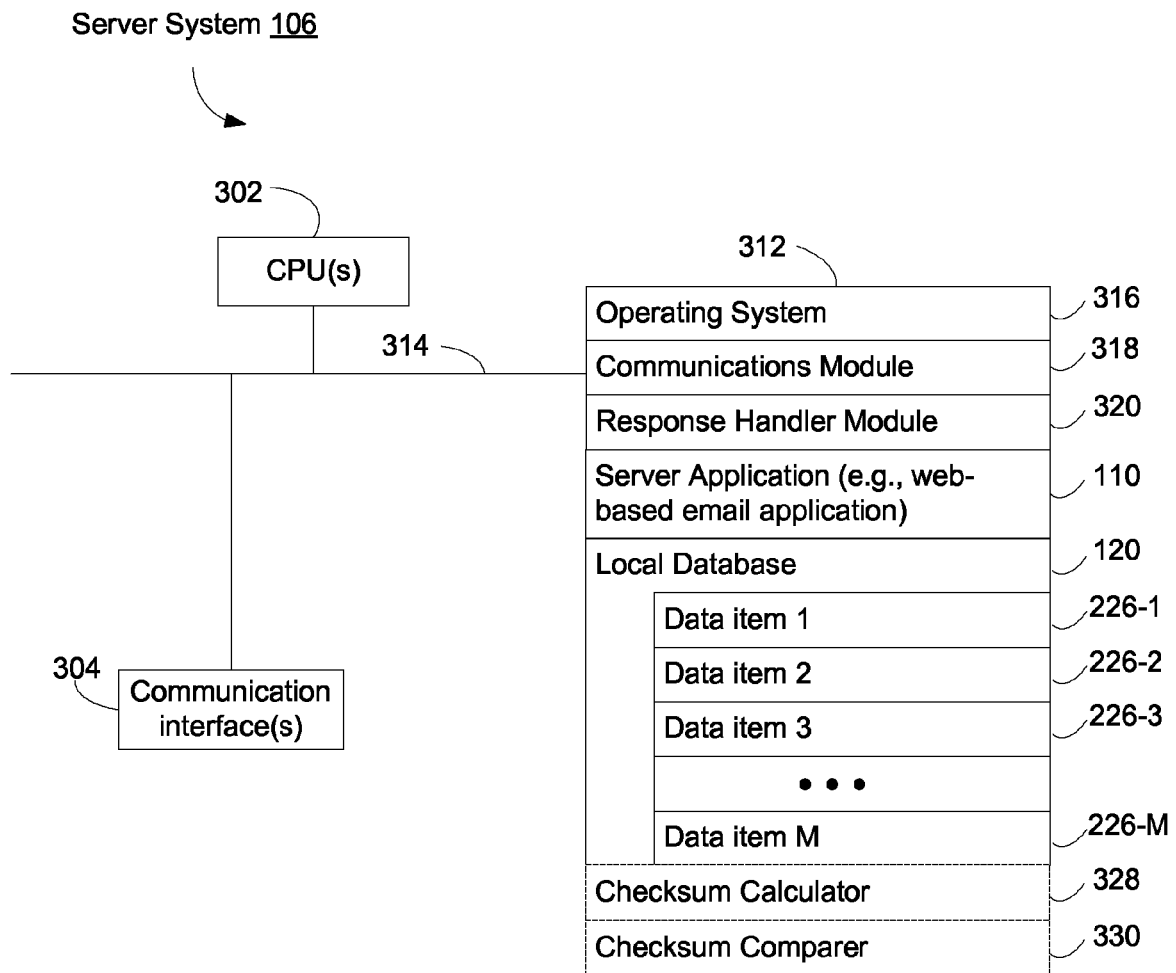 Server System 106
302
CPU(s)
312
314
Operating System
316
Communications Module
318
Response Handler Module
320
Server Application (e.g., web-
based email application)
110
Local Database
120
Data item 1
226-1
Data item 2
226-2
Data item 3
226-3
• • •
Data item M
226-M
304
Communication
interface(s)
Checksum Calculator
328
Checksum Comparer
330